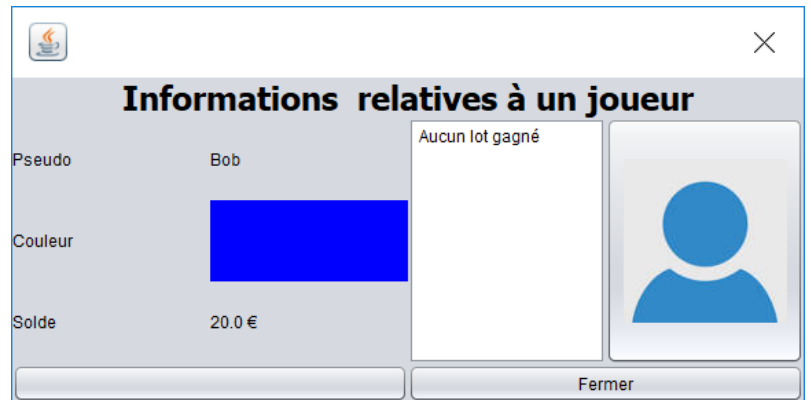 Informations  relatives à un joueur
Pseudo
Bob
Couleur
Solde
20.0 €
Aucun lot gagné
Fermer